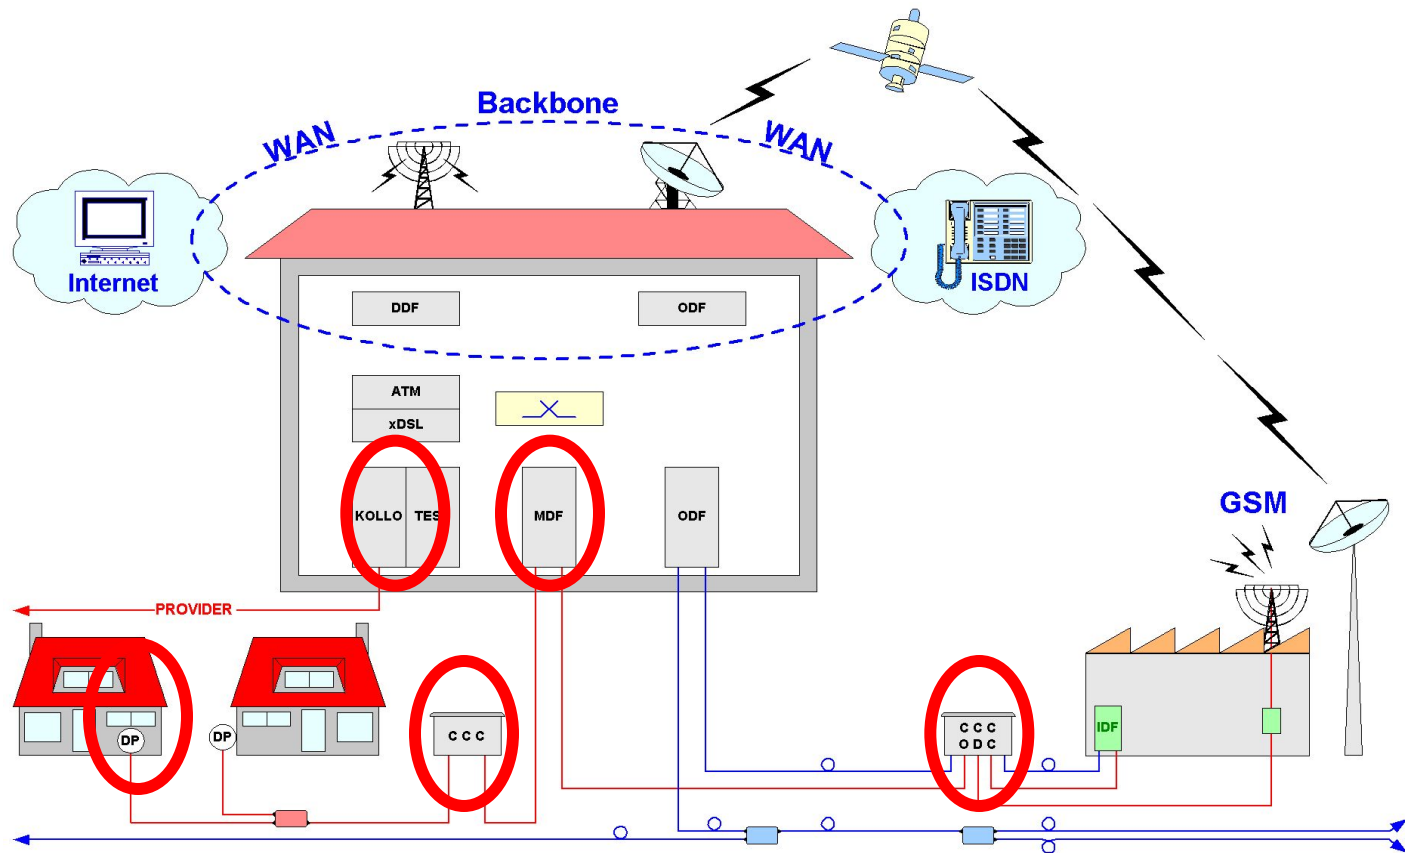 Backbone
WAN
WAN
Internet
ISDN
DDF
ODF
ATM
xDSL
KOLLO
TES
MDF
ODF
GSM
PROVIDER
DP
DP
C C C
C C C
O D C
IDF